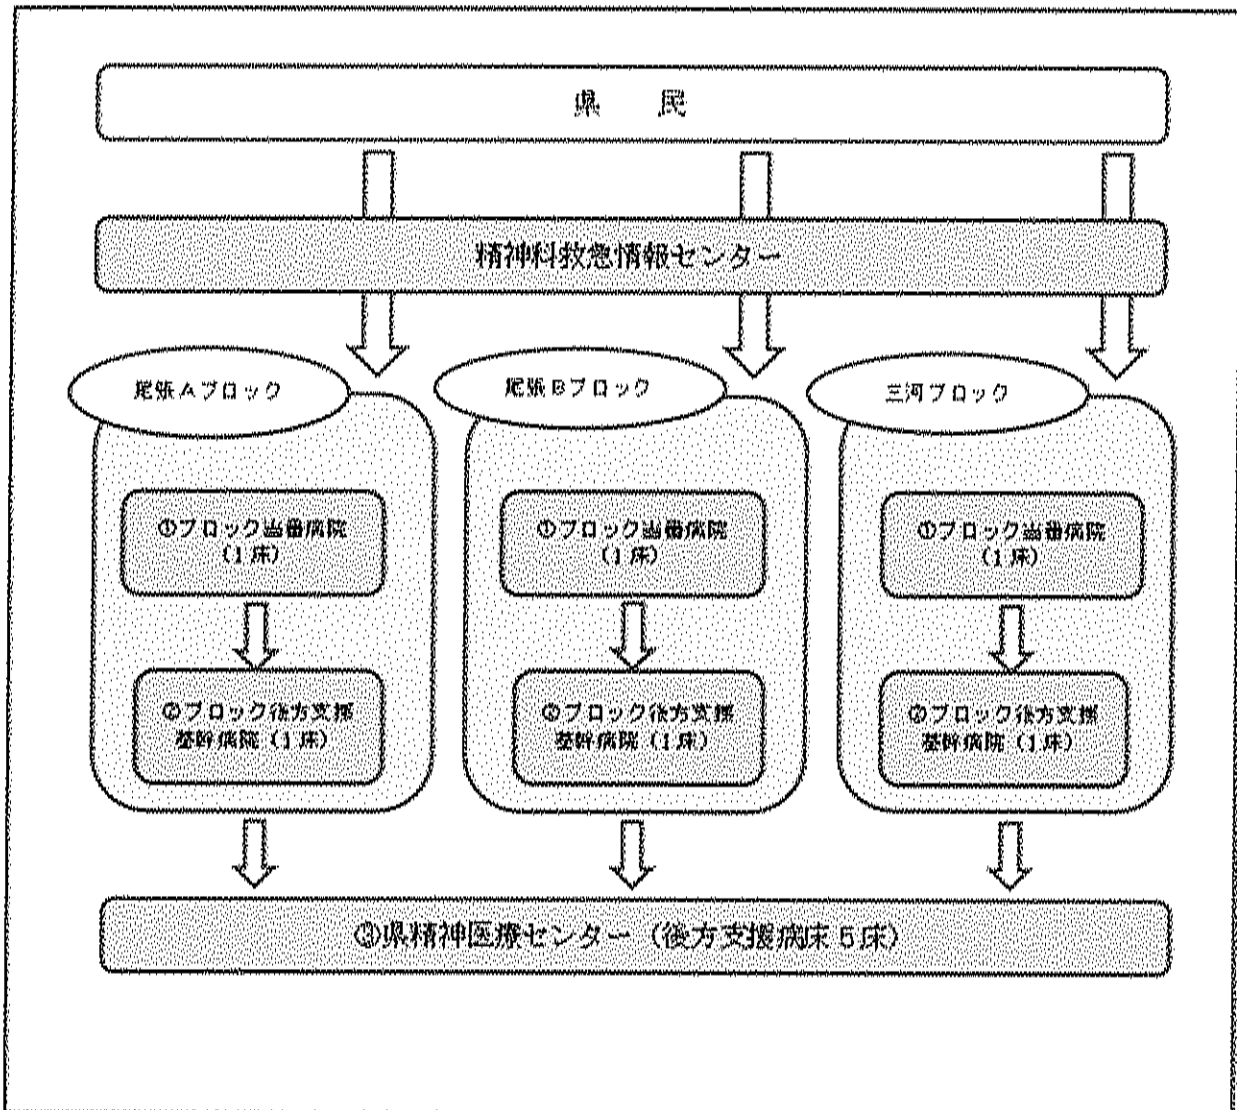 県　民
精神科救急情報センター
尾張Aブロック
尾張Bブロック
三河ブロック
①ブロック当番病院
(1床)
①ブロック当番病院
(1床)
①ブロック当番病院
(1床)
②ブロック後方支援
基幹病院(1床)
②ブロック後方支援
基幹病院(1床)
②ブロック後方支援
基幹病院(1床)
③県精神医療センター(後方支援病床5床)